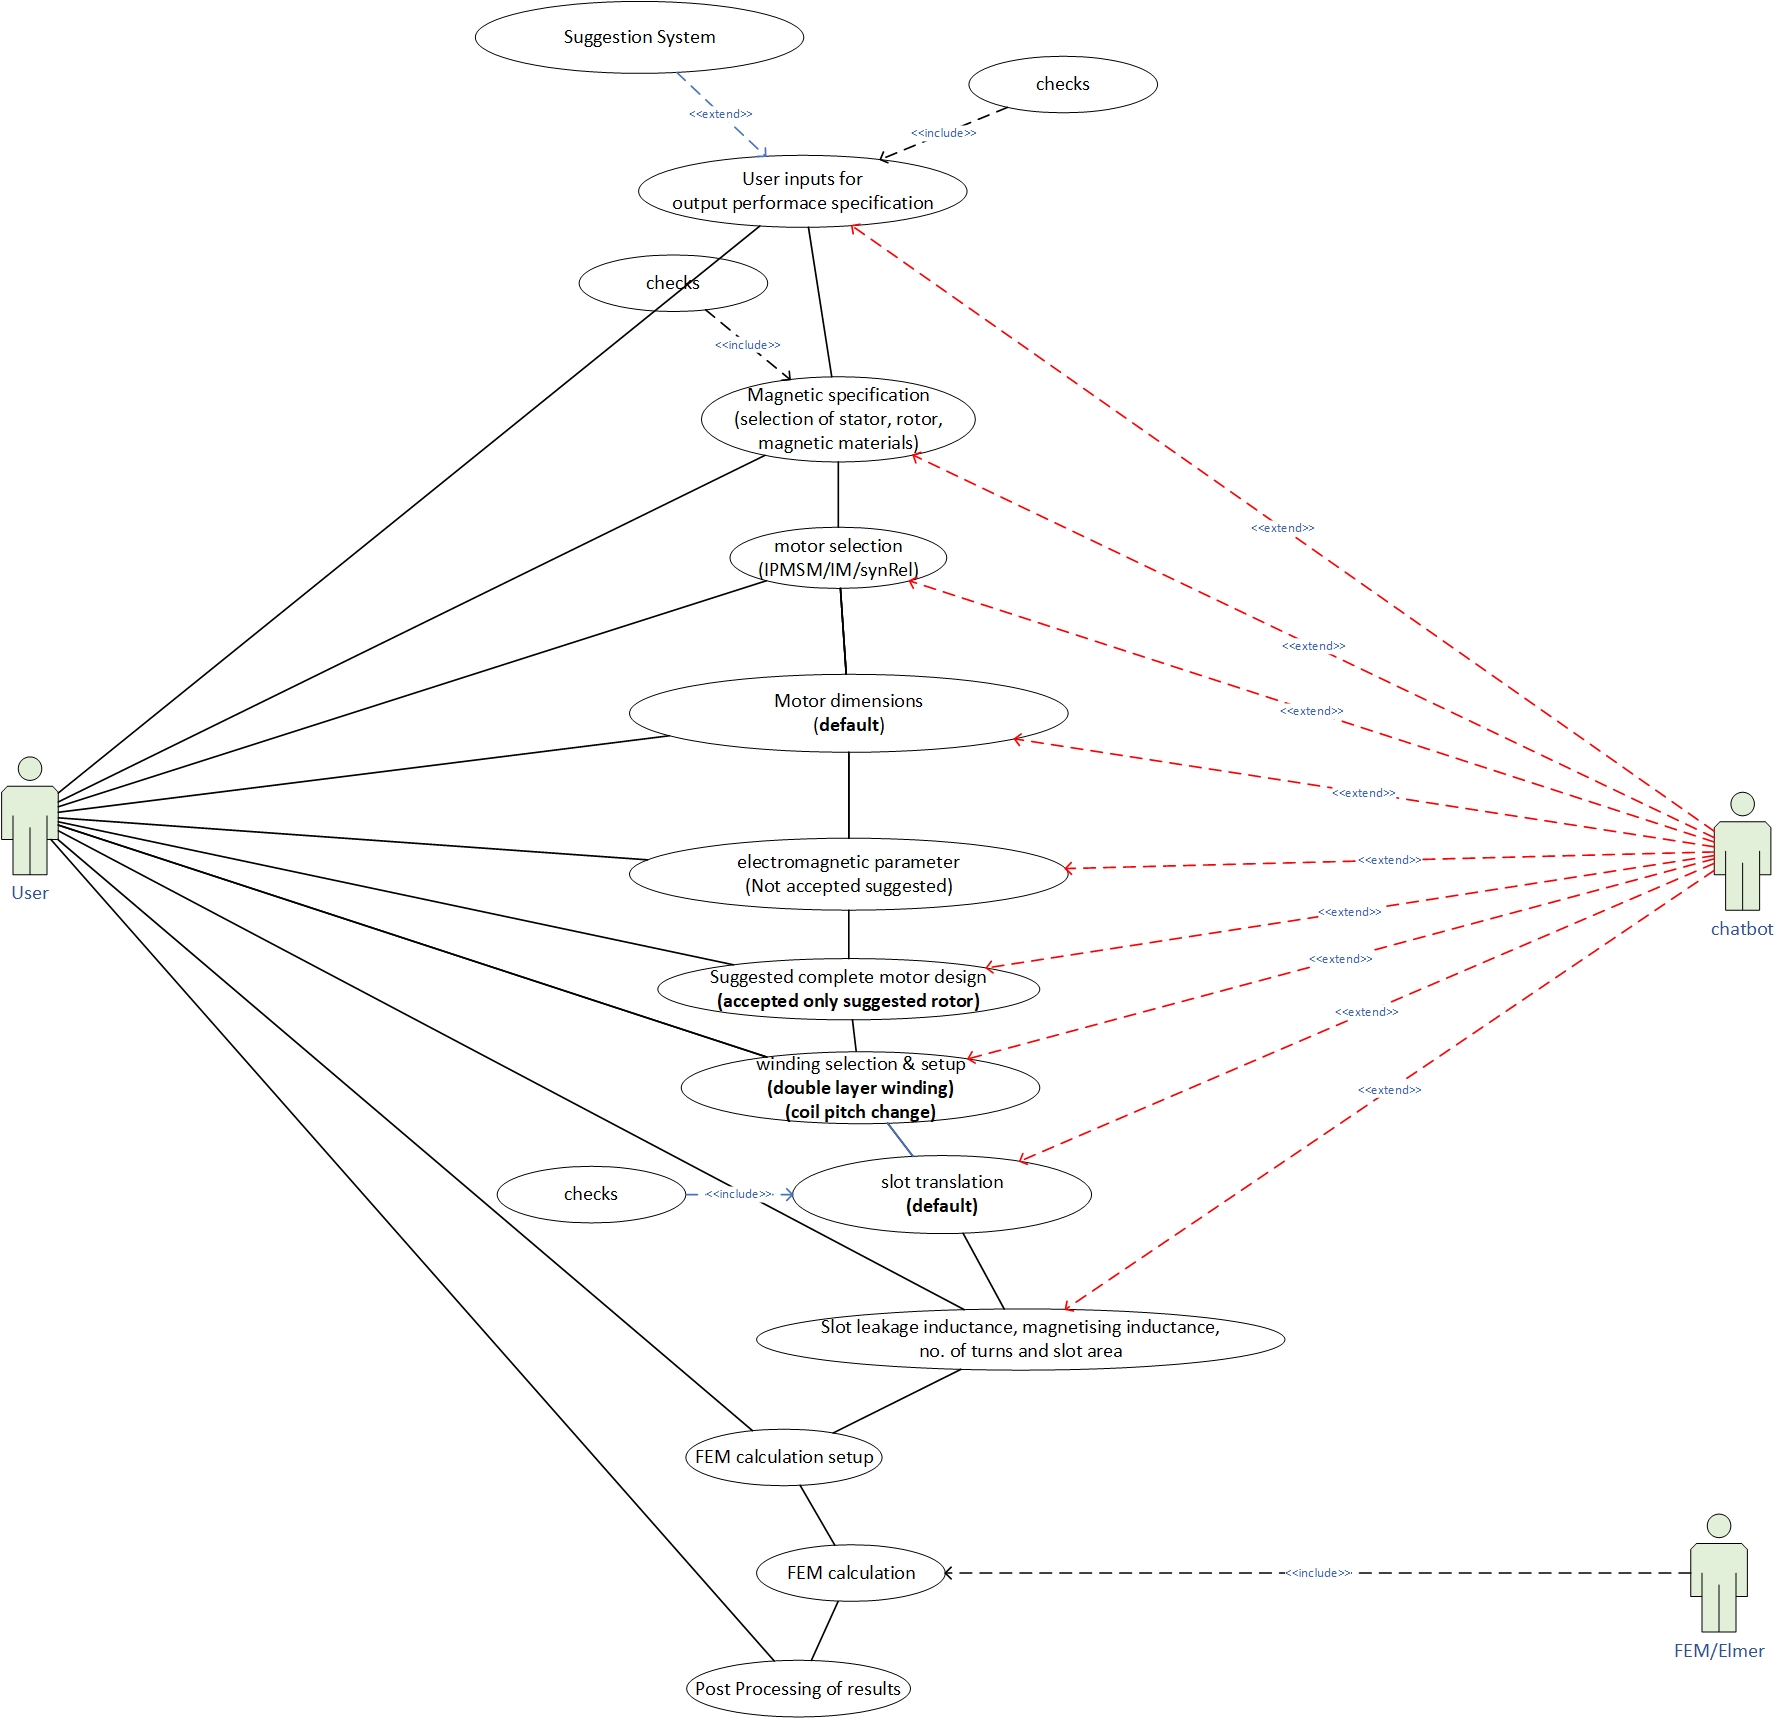 Suggestion System
checks
<<extend>>
<<include>>
User inputs for
output performace specification
checks
<<include>>
Magnetic specification
(selection of stator, rotor,
magnetic materials)
<<extend>>
motor selection
(IPMSM/IM/synRel)
<<extend>>
Motor dimensions
(default)
<<extend>>
<<extend>>
electromagnetic parameter
(Not accepted suggested)
<<extend>>
User
<<extend>>
chatbot
Suggested complete motor design
(accepted only suggested rotor)
<<extend>>
<<extend>>
winding selection & setup
(double layer winding)
(coil pitch change)
<<extend>>
checks
<<include>>
slot translation
(default)
Slot leakage inductance, magnetising inductance,
no. of turns and slot area
FEM calculation setup
FEM calculation
<<include>>
FEM/Elmer
Post Processing of results